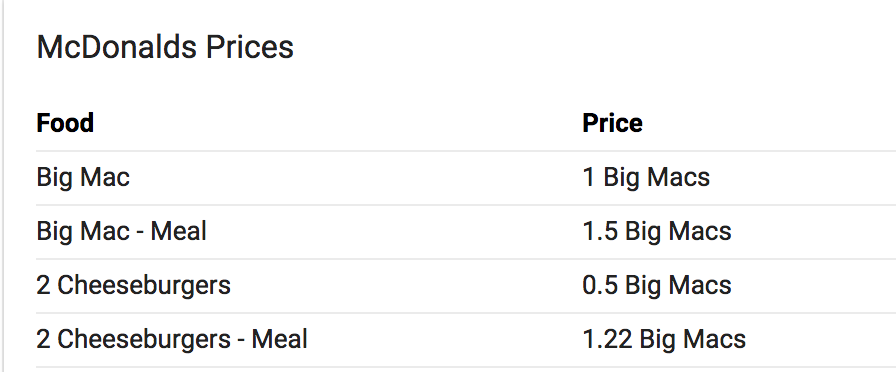 McDonalds Prices
Food Price
Big Mac 1 Big Macs
Big Mac - Meal 1.5 Big Macs
2 Cheeseburgers 0.5 Big Macs
2 Cheeseburgers - Meal 1.22 Big Macs